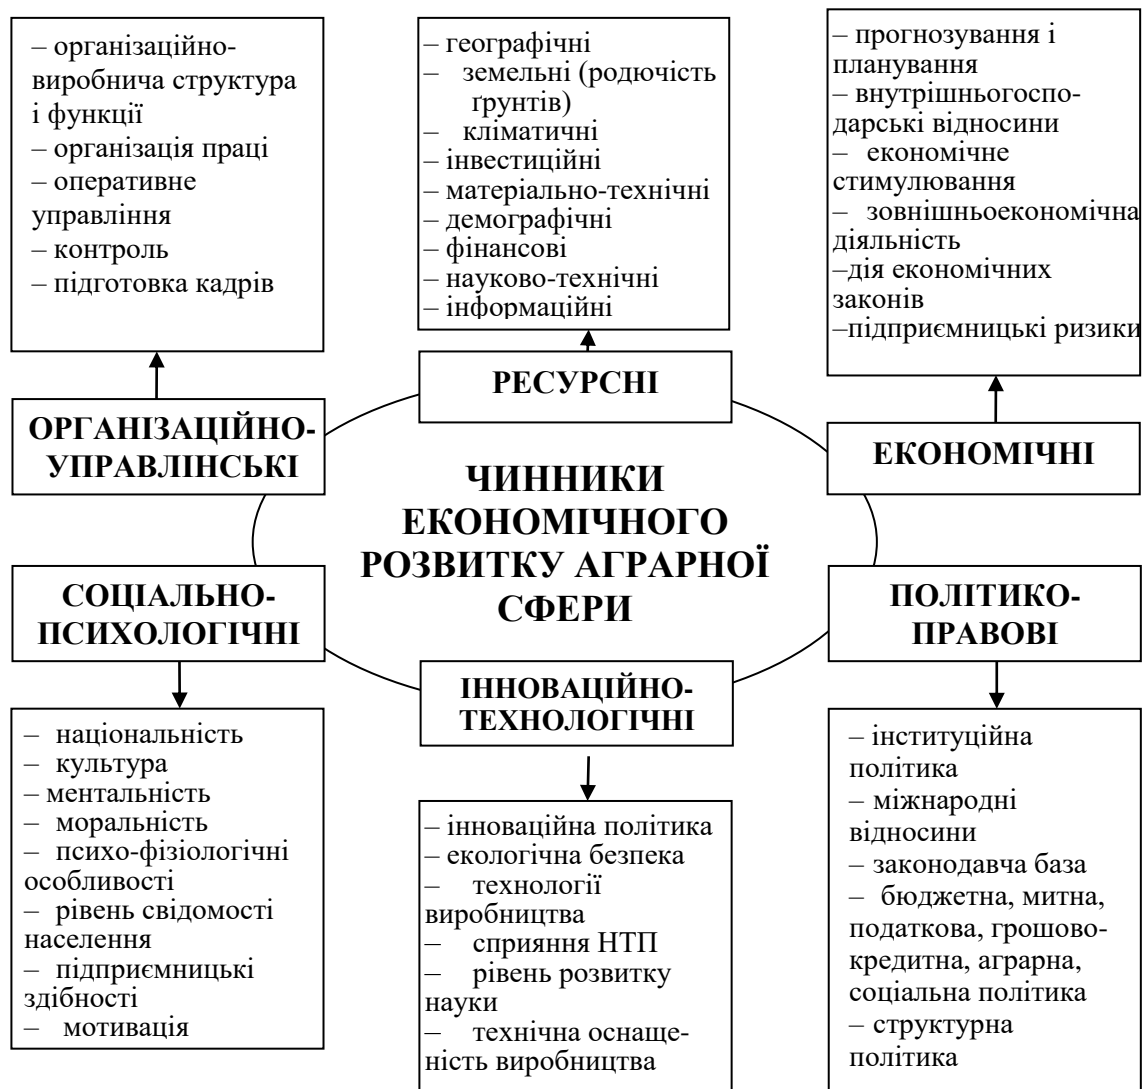 – організаційно-
виробнича структура
і функції
– організація праці
– оперативне
управління
– контроль
– підготовка кадрів
– географічні
– земельні (родючість
ґрунтів)
– кліматичні
– інвестиційні
– матеріально-технічні
– демографічні
– фінансові
– науково-технічні
– інформаційні
– прогнозування і
планування
– внутрішньогоспо-
дарські відносини
– економічне
стимулювання
– зовнішньоекономічна
діяльність
–дія економічних
законів
–підприємницькі ризики
ОРГАНІЗАЦІЙНО-
УПРАВЛІНСЬКІ
РЕСУРСНІ
ЕКОНОМІЧНІ
ЧИННИКИ
ЕКОНОМІЧНОГО
РОЗВИТКУ АГРАРНОЇ
СФЕРИ
СОЦІАЛЬНО-
ПСИХОЛОГІЧНІ
ІННОВАЦІЙНО-
ТЕХНОЛОГІЧНІ
ПОЛІТИКО-
ПРАВОВІ
– національність
– культура
– ментальність
– моральність
– психо-фізіологічні
особливості
– рівень свідомості
населення
– підприємницькі
здібності
– мотивація
– інноваційна політика
– екологічна безпека
– технології
виробництва
– сприяння НТП
– рівень розвитку
науки
– технічна оснаще-
ність виробництва
– інституційна
політика
– міжнародні
відносини
– законодавча база
– бюджетна, митна,
податкова, грошово-
кредитна, аграрна,
соціальна політика
– структурна
політика